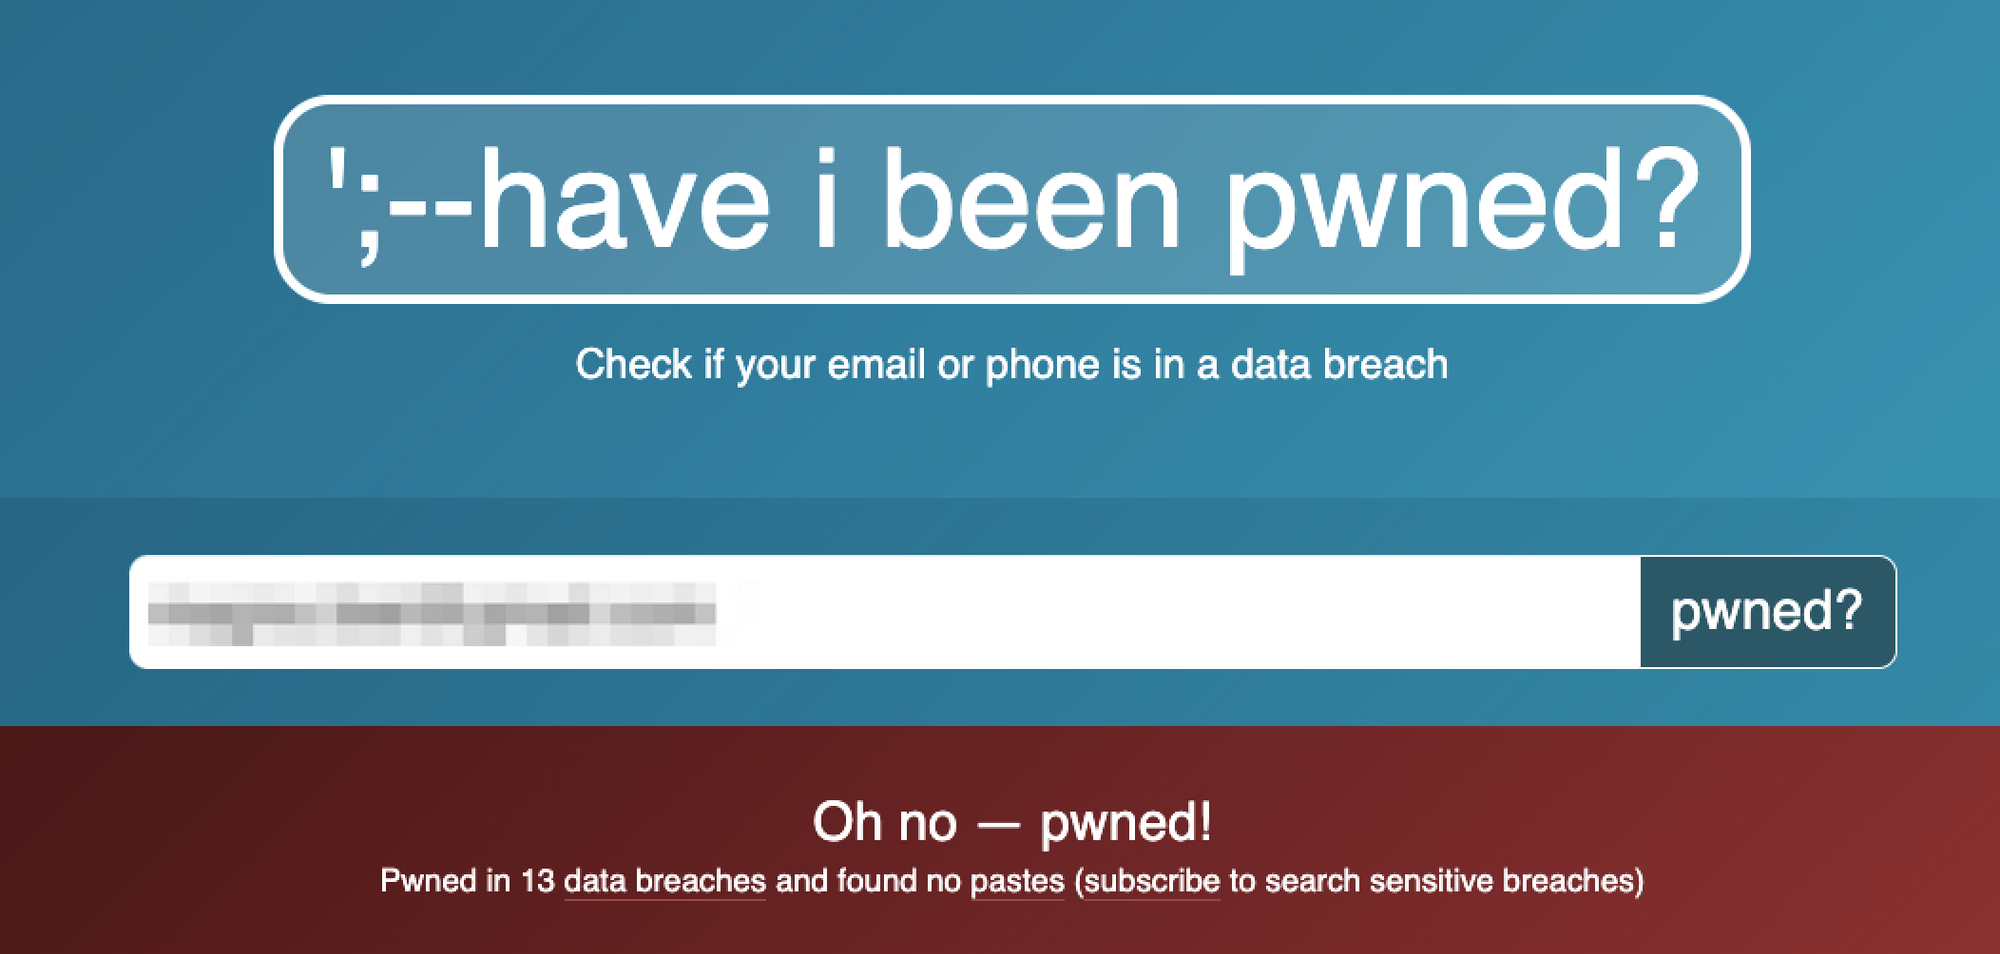 ';--have i been pwned?
Check if your email or phone is in a data breach
pwned?
Oh no — pwned!
Pwned in 13 data breaches and found no pastes (subscribe to search sensitive breaches)